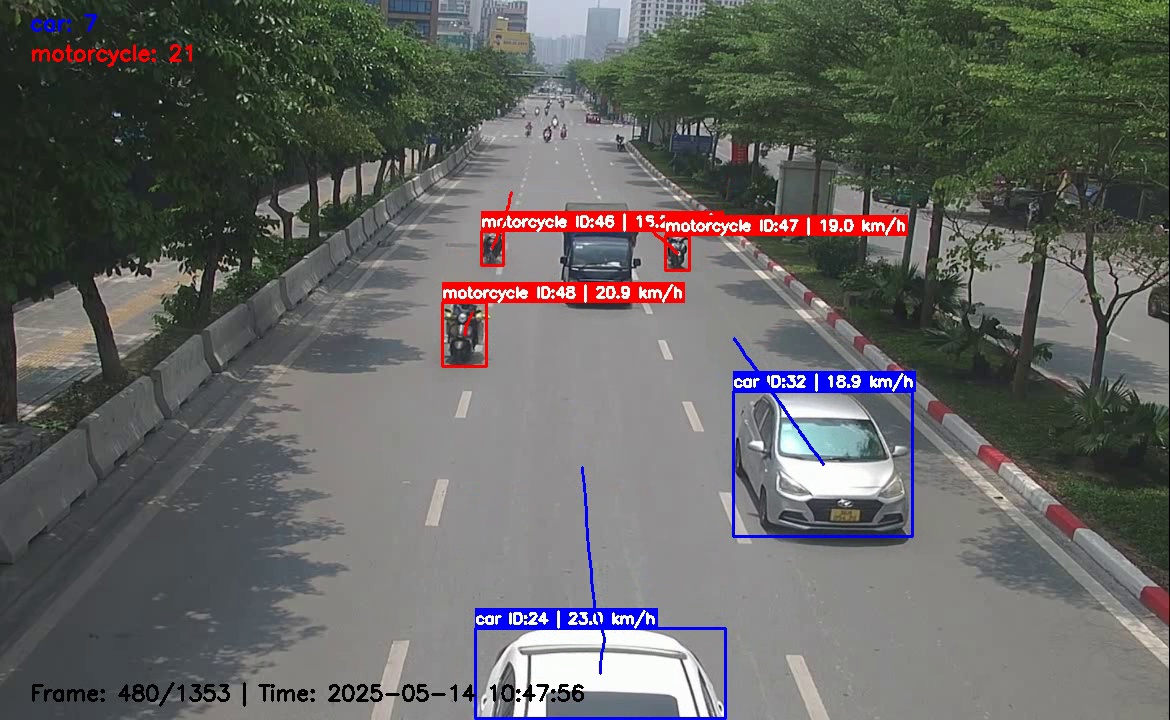 car: 7
motorcycle: 21
motorcycle ID:46 | 15.
motorcycle ID:47 | 19.0 km/h
motorcycle ID:48 | 20.9 km/h
car ID:32 | 18.9 km/h
car ID:24 | 23.0 km/h
Frame: 480/1353 | Time: 2025-05-14 10:47:56